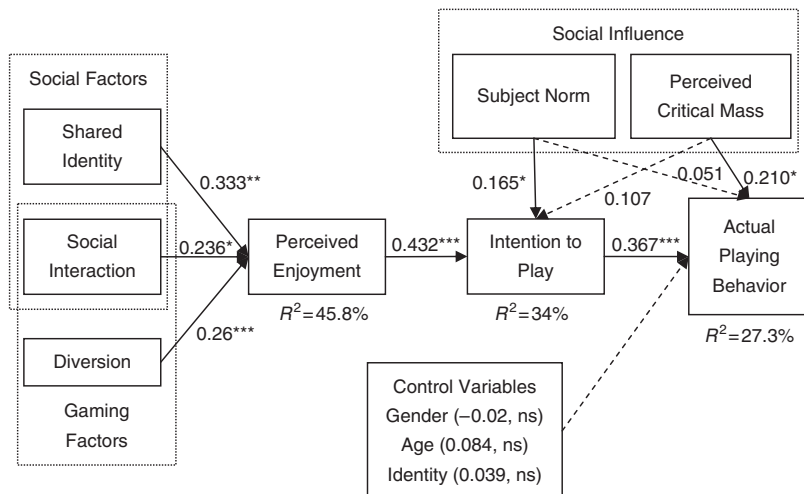 Social Influence
Social Factors
Subject Norm
Perceived
Critical Mass
Shared
Identity
0.333**
0.165*
0.107
0.051
0.210*
Social
Interaction
0.236*
Perceived
Enjoyment
0.432***
Intention to
Play
0.367***
Actual
Playing
Behavior
R²=45.8%
R²=34%
R²=27.3%
0.26***
Diversion
Gaming
Factors
Control Variables
Gender (−0.02, ns)
Age (0.084, ns)
Identity (0.039, ns)